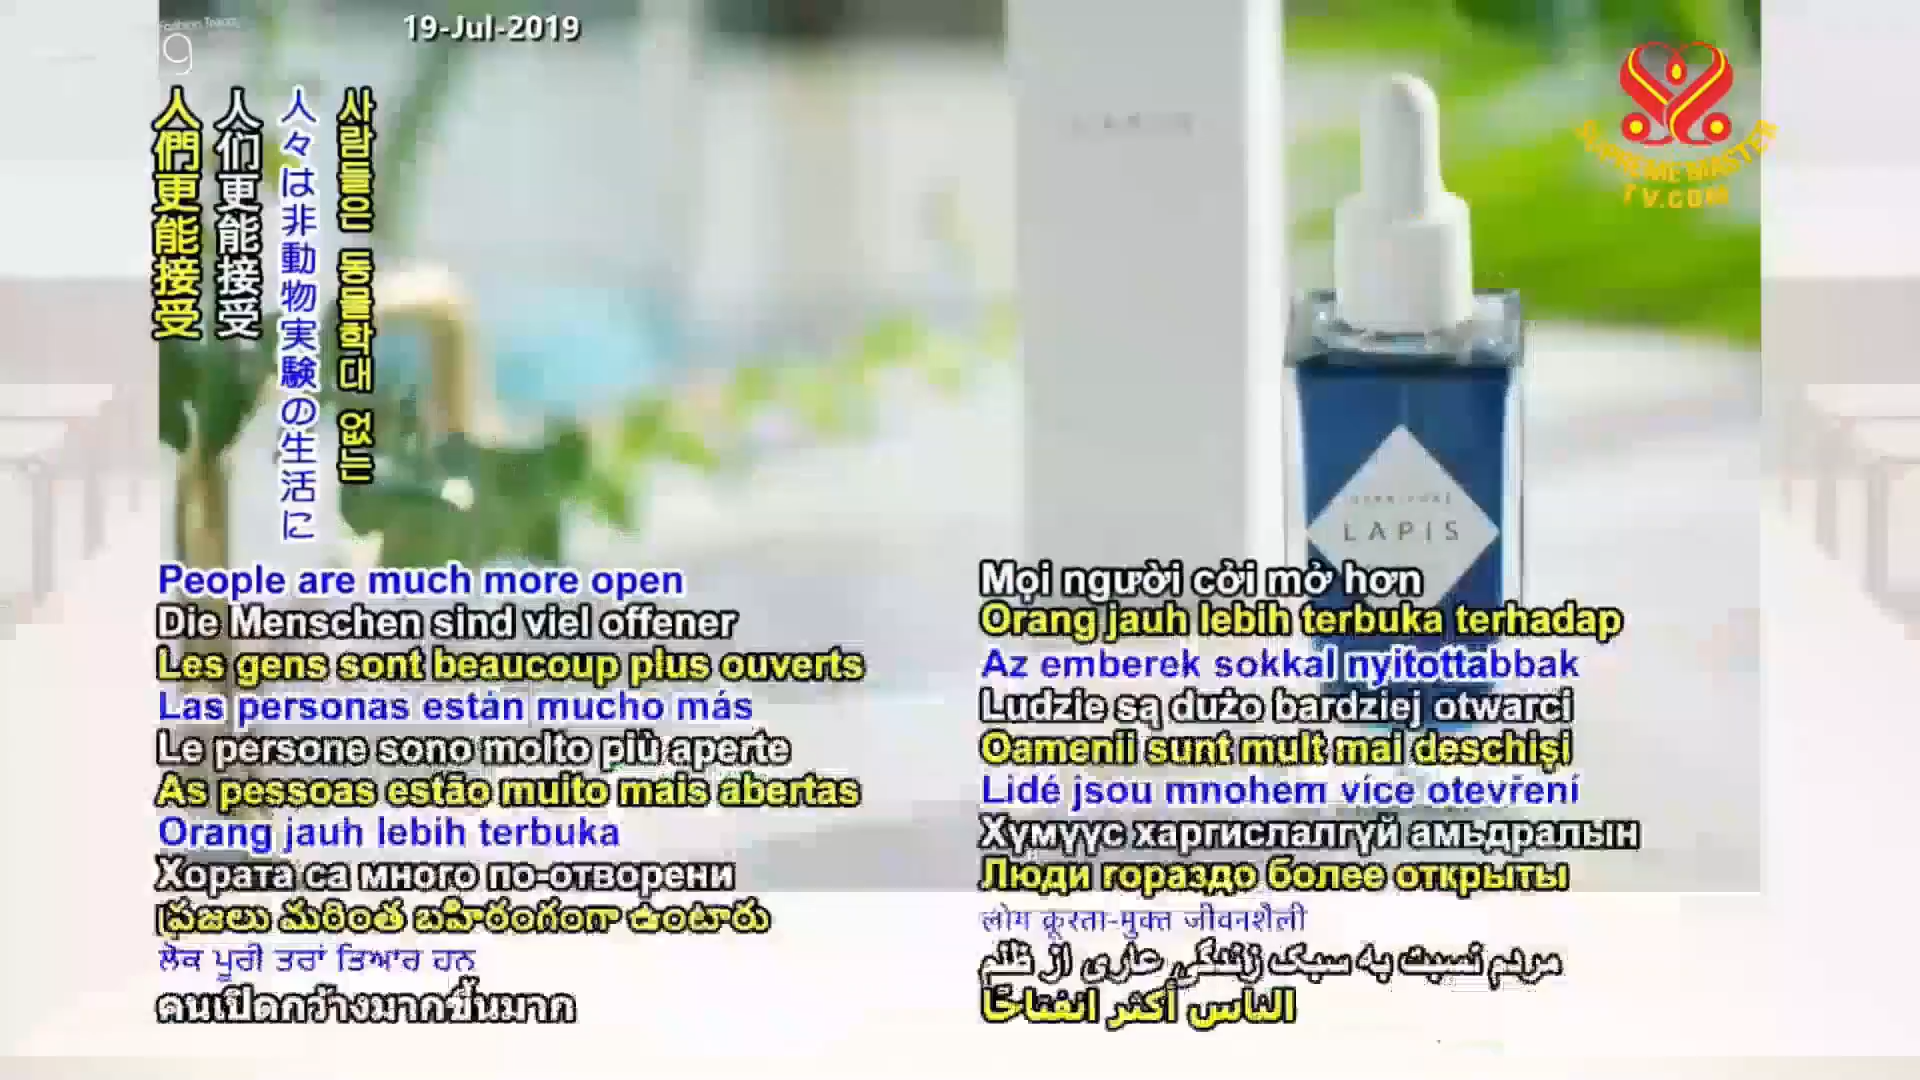 Fashion Teacz
g
19-Jul-2019
SUPREME MASTER
TV.COM
人們更能接受
人们更能接受
人々は非動物実験の生活に
사람들은 동물학대 없는
LAPIS
People are much more open
Die Menschen sind viel offener
Les gens sont beaucoup plus ouverts
Las personas están mucho más
Le persone sono molto più aperte
As pessoas estão muito mais abertas
Orang jauh lebih terbuka
Хората са много по-отворени
ప్రజలు మరింత బహిరంగంగా ఉంటారు
ਲੋਕ ਪੂਰੀ ਤਰਾਂ ਤਿਆਰ ਹਨ
คนเปิดกว้างมากขึ้นมาก
Mọi người cởi mở hơn
Orang jauh lebih terbuka terhadap
Az emberek sokkal nyitottabbak
Ludzie są dużo bardziej otwarci
Oamenii sunt mult mai deschiși
Lidé jsou mnohem více otevření
Хүмүүс харгислалгүй амьдралын
Люди гораздо более открыты
लोग क्रूरता-मुक्त जीवनशैली
مردم نسبت به سبک زندگی عاری از ظلم
الناس أكثر انفتاحًا